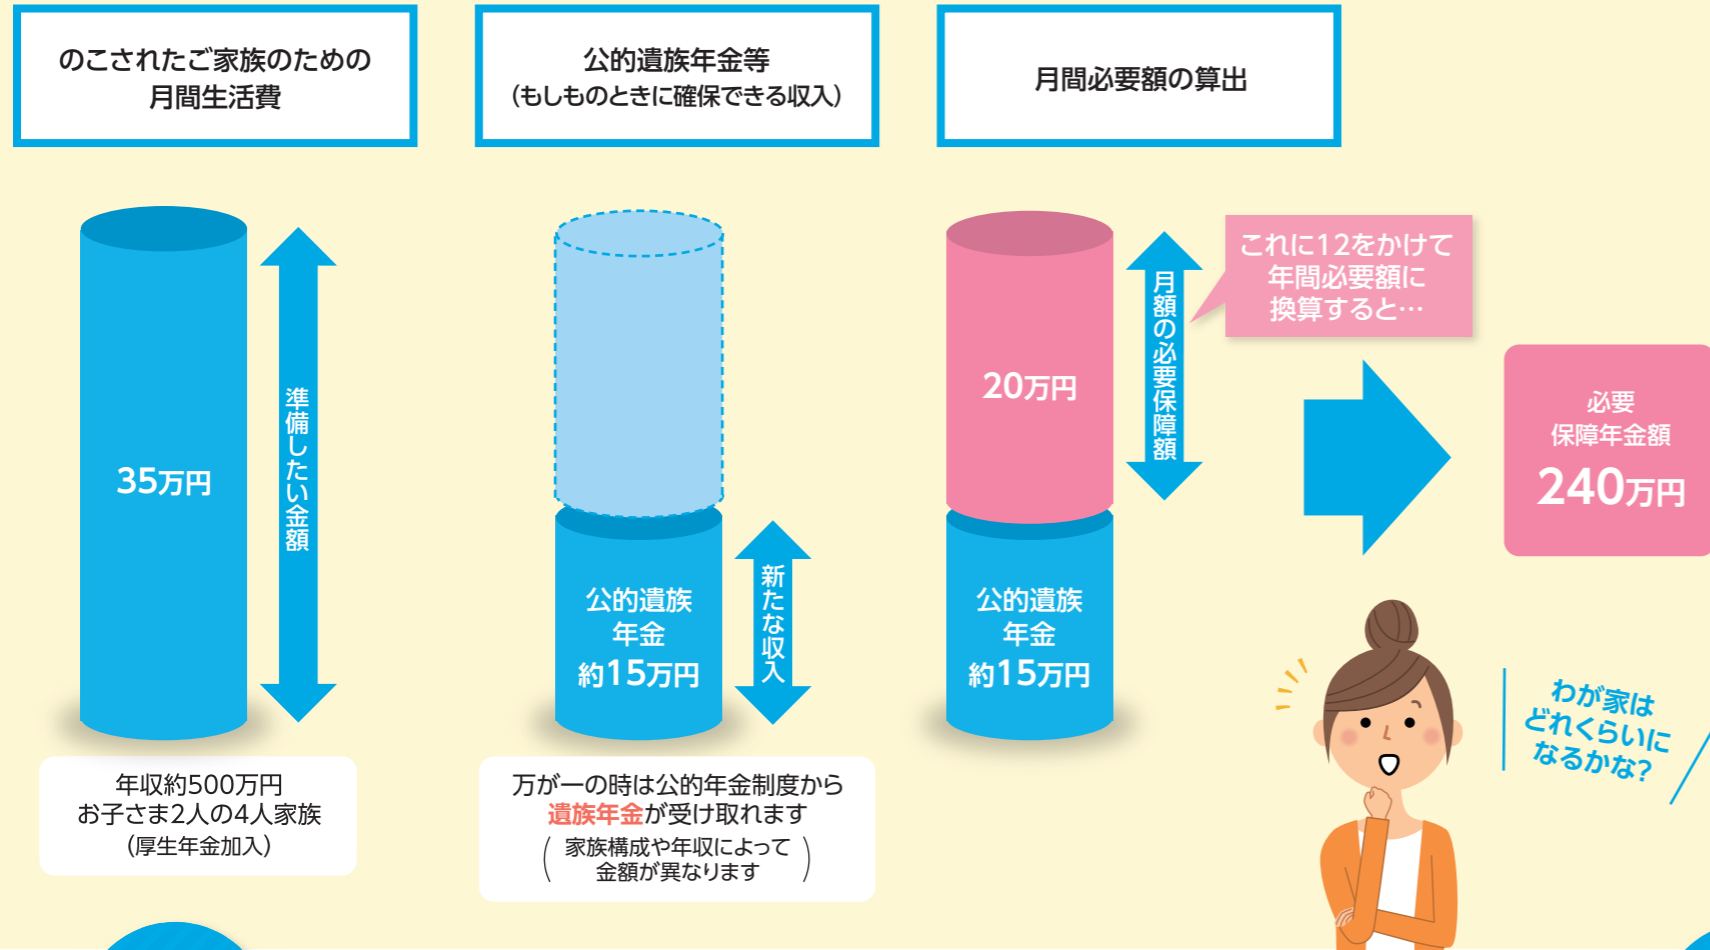 のこされたご家族のための
月間生活費
公的遺族年金等
(もしものときに確保できる収入)
月間必要額の算出
35万円
準備したい金額
年収約500万円
お子さま2人の4人家族
(厚生年金加入)
公的遺族
年金
約15万円
新たな収入
万が一の時は公的年金制度から
遺族年金が受け取れます
(家族構成や年収によって
金額が異なります)
20万円
月額の必要保障額
公的遺族
年金
約15万円
これに12をかけて
年間必要額に
換算すると…
必要
保障年金額
240万円
わが家は
どれくらいに
なるかな?